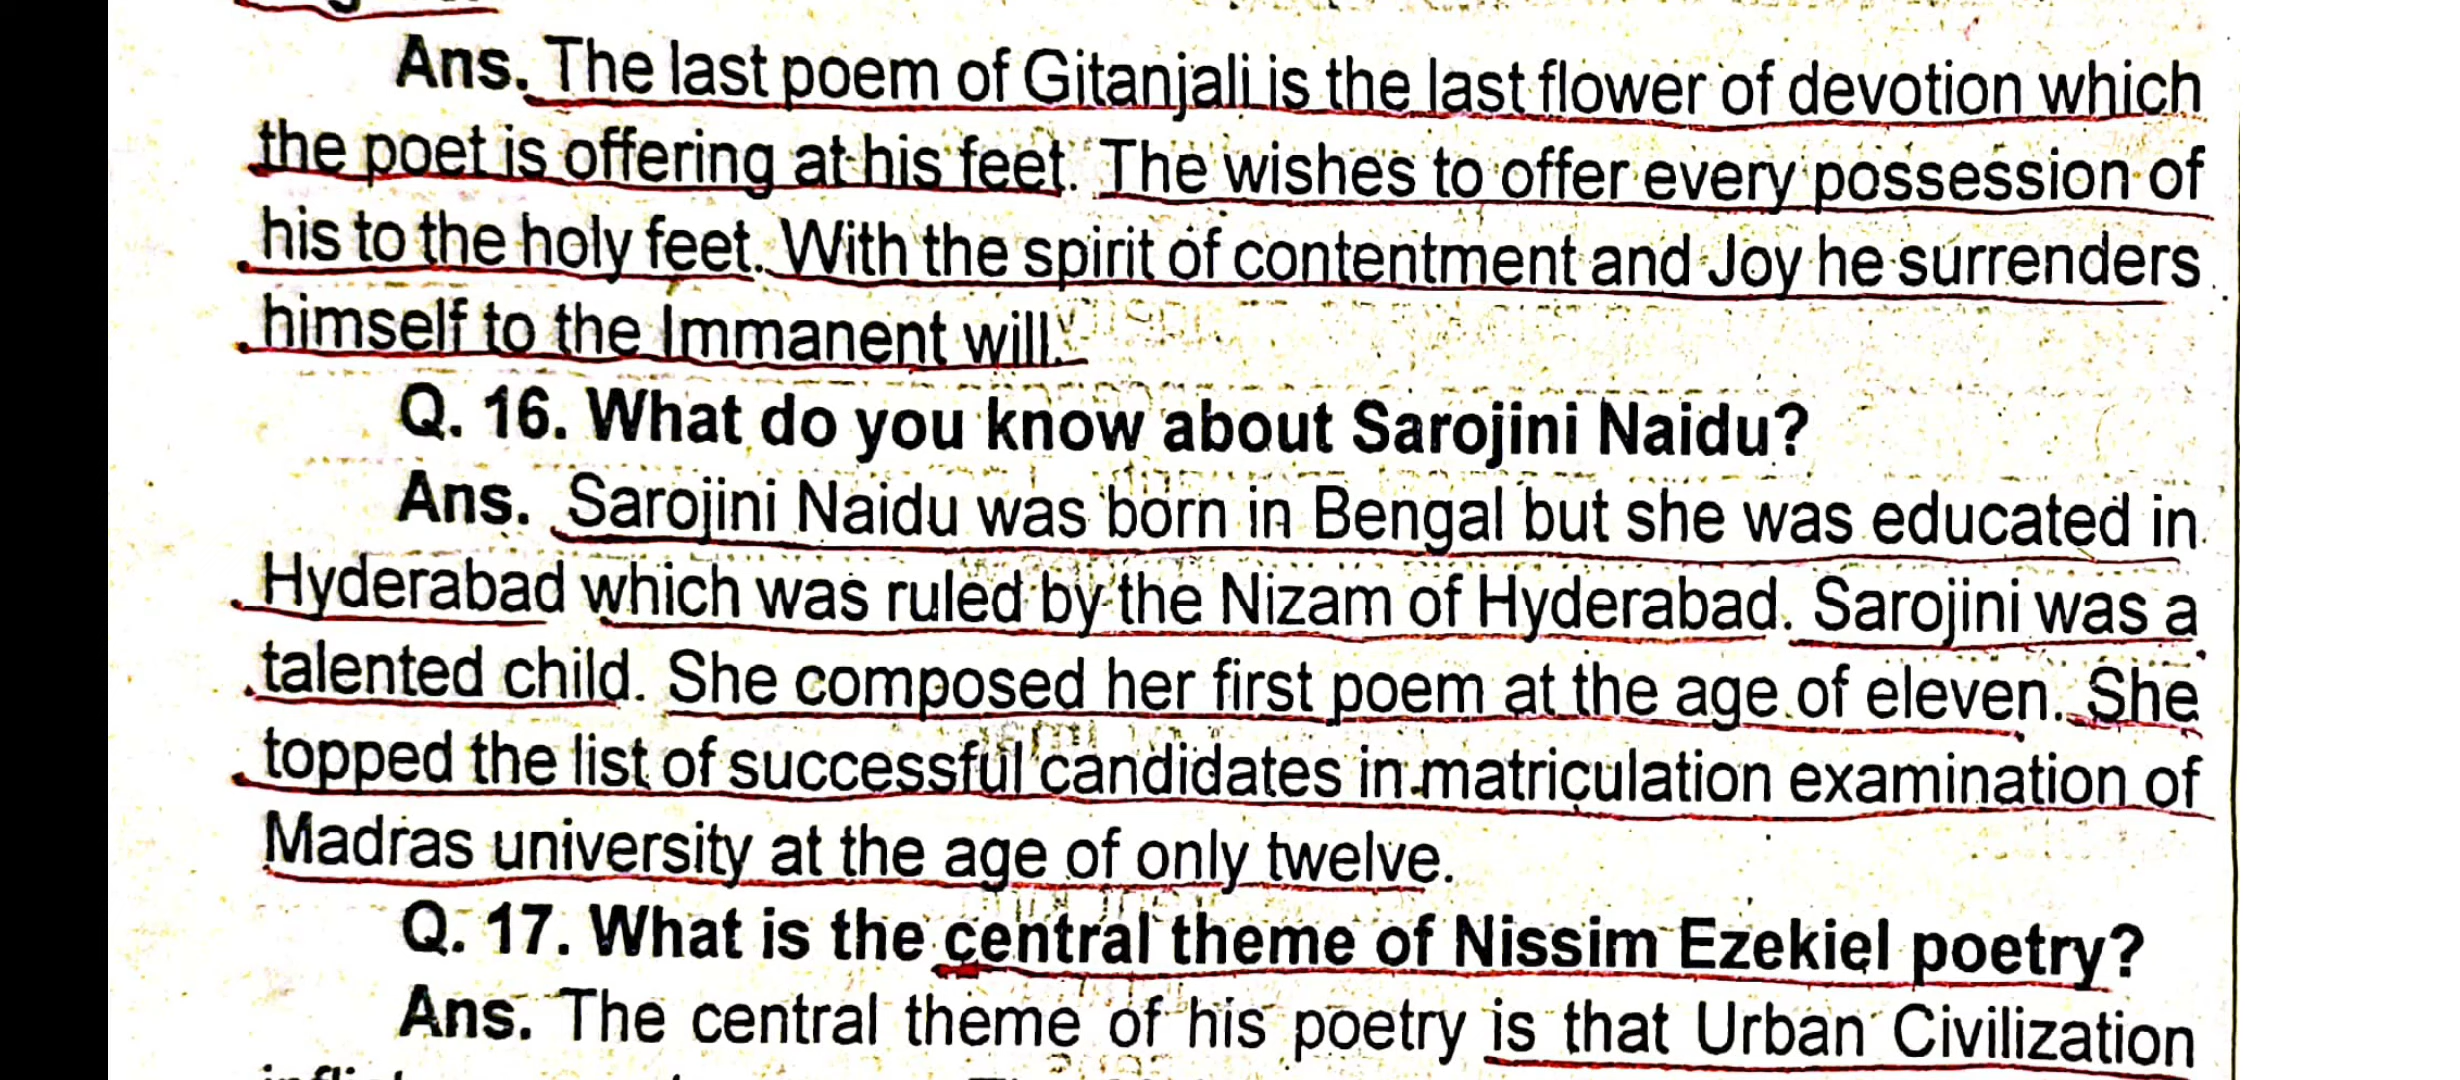 Ans. The last poem of Gitanjali is the last flower of devotion which
the poet is offering at his feet. The wishes to offer every possession of
his to the holy feet. With the spirit of contentment and Joy he surrenders
himself to the Immanent will.
Q. 16. What do you know about Sarojini Naidu?
Ans. Sarojini Naidu was born in Bengal but she was educated in
Hyderabad which was ruled by the Nizam of Hyderabad. Sarojini was a
talented child. She composed her first poem at the age of eleven. She
topped the list of successful candidates in matriculation examination of
Madras university at the age of only twelve.
Q. 17. What is the central theme of Nissim Ezekiel poetry?
Ans. The central theme of his poetry is that Urban Civilization